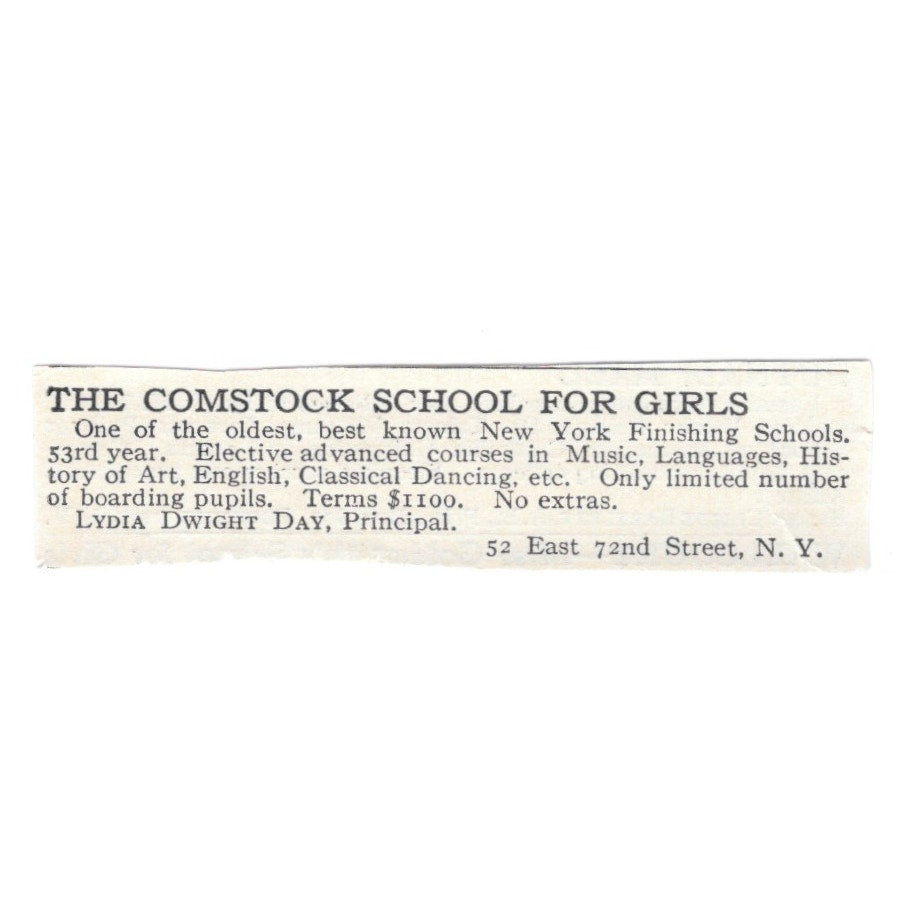 THE COMSTOCK SCHOOL FOR GIRLS
One of the oldest, best known New York Finishing Schools.
53rd year. Elective advanced courses in Music, Languages, His-
tory of Art, English, Classical Dancing, etc. Only limited number
of boarding pupils. Terms $1100. No extras.
LYDIA DWIGHT DAY, Principal.
52 East 72nd Street, N. Y.